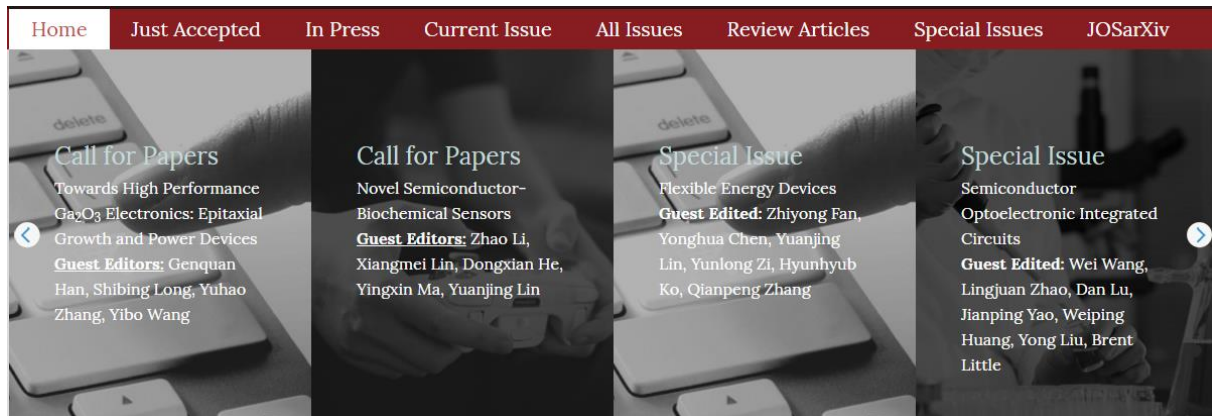 Home Just Accepted In Press Current Issue All Issues Review Articles Special Issues JOSarXiv
delete
Call for Papers
Towards High Performance
Ga₂O₃ Electronics: Epitaxial
Growth and Power Devices
Guest Editors: Genquan
Han, Shibing Long, Yuhao
Zhang, Yibo Wang
Call for Papers
Novel Semiconductor-
Biochemical Sensors
Guest Editors: Zhao Li,
Xiangmei Lin, Dongxian He,
Yingxin Ma, Yuanjing Lin
delete
Special Issue
Flexible Energy Devices
Guest Edited: Zhiyong Fan,
Yonghua Chen, Yuanjing
Lin, Yunlong Zi, Hyunhyub
Ko, Qianpeng Zhang
Special Issue
Semiconductor
Optoelectronic Integrated
Circuits
Guest Edited: Wei Wang,
Lingjuan Zhao, Dan Lu,
Jianping Yao, Weiping
Huang, Yong Liu, Brent
Little